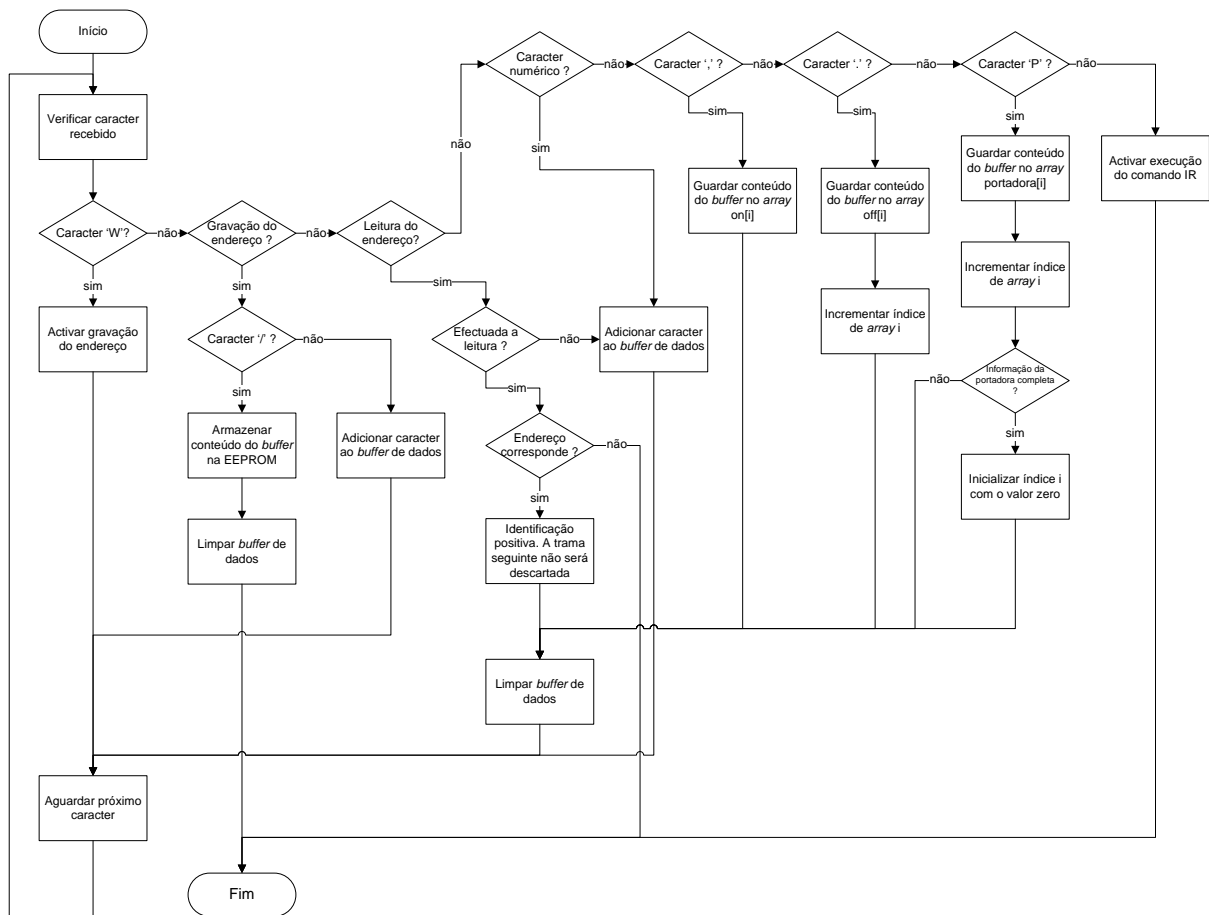 Início
Verificar caracter
recebido
Caracter 'W'?
não
sim
Activar gravação
do endereço
Gravação do
endereço ?
não
sim
Caracter '/' ?
não
sim
Armazenar
conteúdo do buffer
na EEPROM
Limpar buffer de
dados
Adicionar caracter
ao buffer de dados
Leitura do
endereço?
não
sim
Efectuada a
leitura ?
não
sim
Endereço
corresponde ?
não
sim
Identificação
positiva. A trama
seguinte não será
descartada
Limpar buffer de
dados
Caracter
numérico ?
não
sim
Adicionar caracter
ao buffer de dados
Caracter ',' ?
não
sim
Guardar conteúdo
do buffer no array
on[i]
Caracter '.' ?
não
sim
Guardar conteúdo
do buffer no array
off[i]
Incrementar índice
de array i
Caracter 'P' ?
não
sim
Guardar conteúdo
do buffer no array
portadora[i]
Incrementar índice
de array i
Informação da
portadora completa
?
não
sim
Inicializar índice i
com o valor zero
Activar execução
do comando IR
Aguardar próximo
caracter
Fim